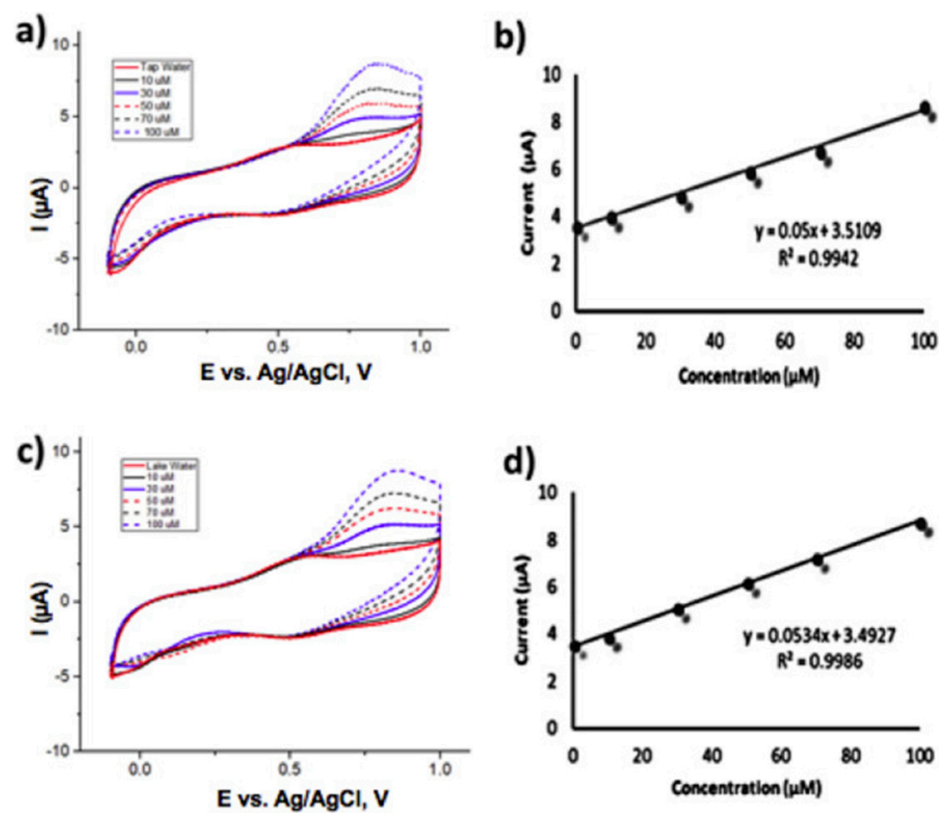 a)
10
5
0
-5
-10
I (µA)
Tap Water
10 uM
30 uM
50 uM
70 uM
100 uM
0.0 0.5 1.0
E vs. Ag/AgCl, V
b)
10
8
6
4
2
0
Current (µA)
y = 0.05x + 3.5109
R² = 0.9942
0 20 40 60 80 100
Concentration (µM)
c)
10
5
0
-5
-10
I (µA)
Lake Water
10 uM
30 uM
50 uM
70 uM
100 uM
0.0 0.5 1.0
E vs. Ag/AgCl, V
d)
10
8
6
4
2
0
Current (µA)
y = 0.0534x + 3.4927
R² = 0.9986
0 20 40 60 80 100
Concentration (µM)